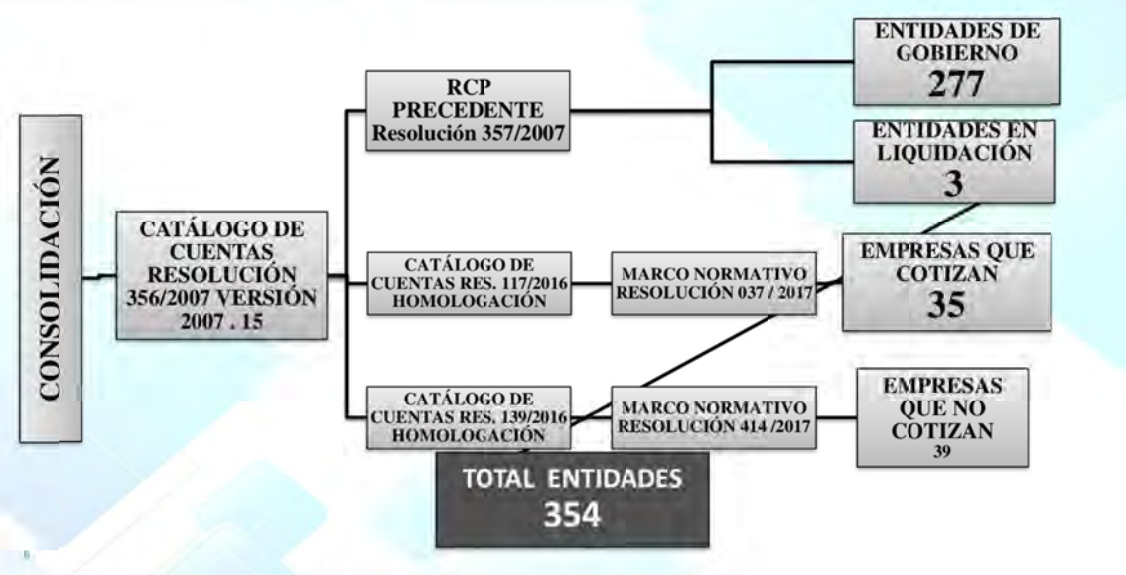 CONSOLIDACIÓN
CATÁLOGO DE
CUENTAS
RESOLUCIÓN
356/2007 VERSIÓN
2007 . 15
RCP
PRECEDENTE
Resolución 357/2007
ENTIDADES DE
GOBIERNO
277
ENTIDADES EN
LIQUIDACIÓN
3
CATÁLOGO DE
CUENTAS RES. 117/2016
HOMOLOGACIÓN
MARCO NORMATIVO
RESOLUCIÓN 037 / 2017
EMPRESAS QUE
COTIZAN
35
CATÁLOGO DE
CUENTAS RES. 139/2016
HOMOLOGACIÓN
MARCO NORMATIVO
RESOLUCIÓN 414 /2017
EMPRESAS
QUE NO
COTIZAN
39
TOTAL ENTIDADES
354